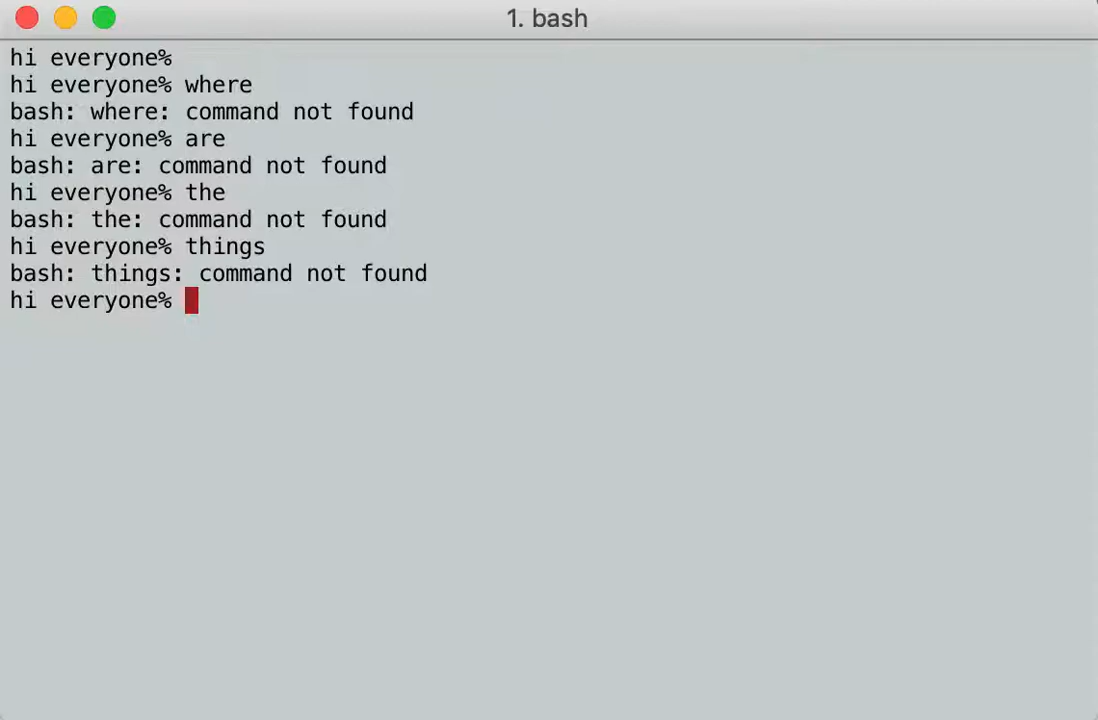 1. bash
hi everyone%
hi everyone% where
bash: where: command not found
hi everyone% are
bash: are: command not found
hi everyone% the
bash: the: command not found
hi everyone% things
bash: things: command not found
hi everyone%